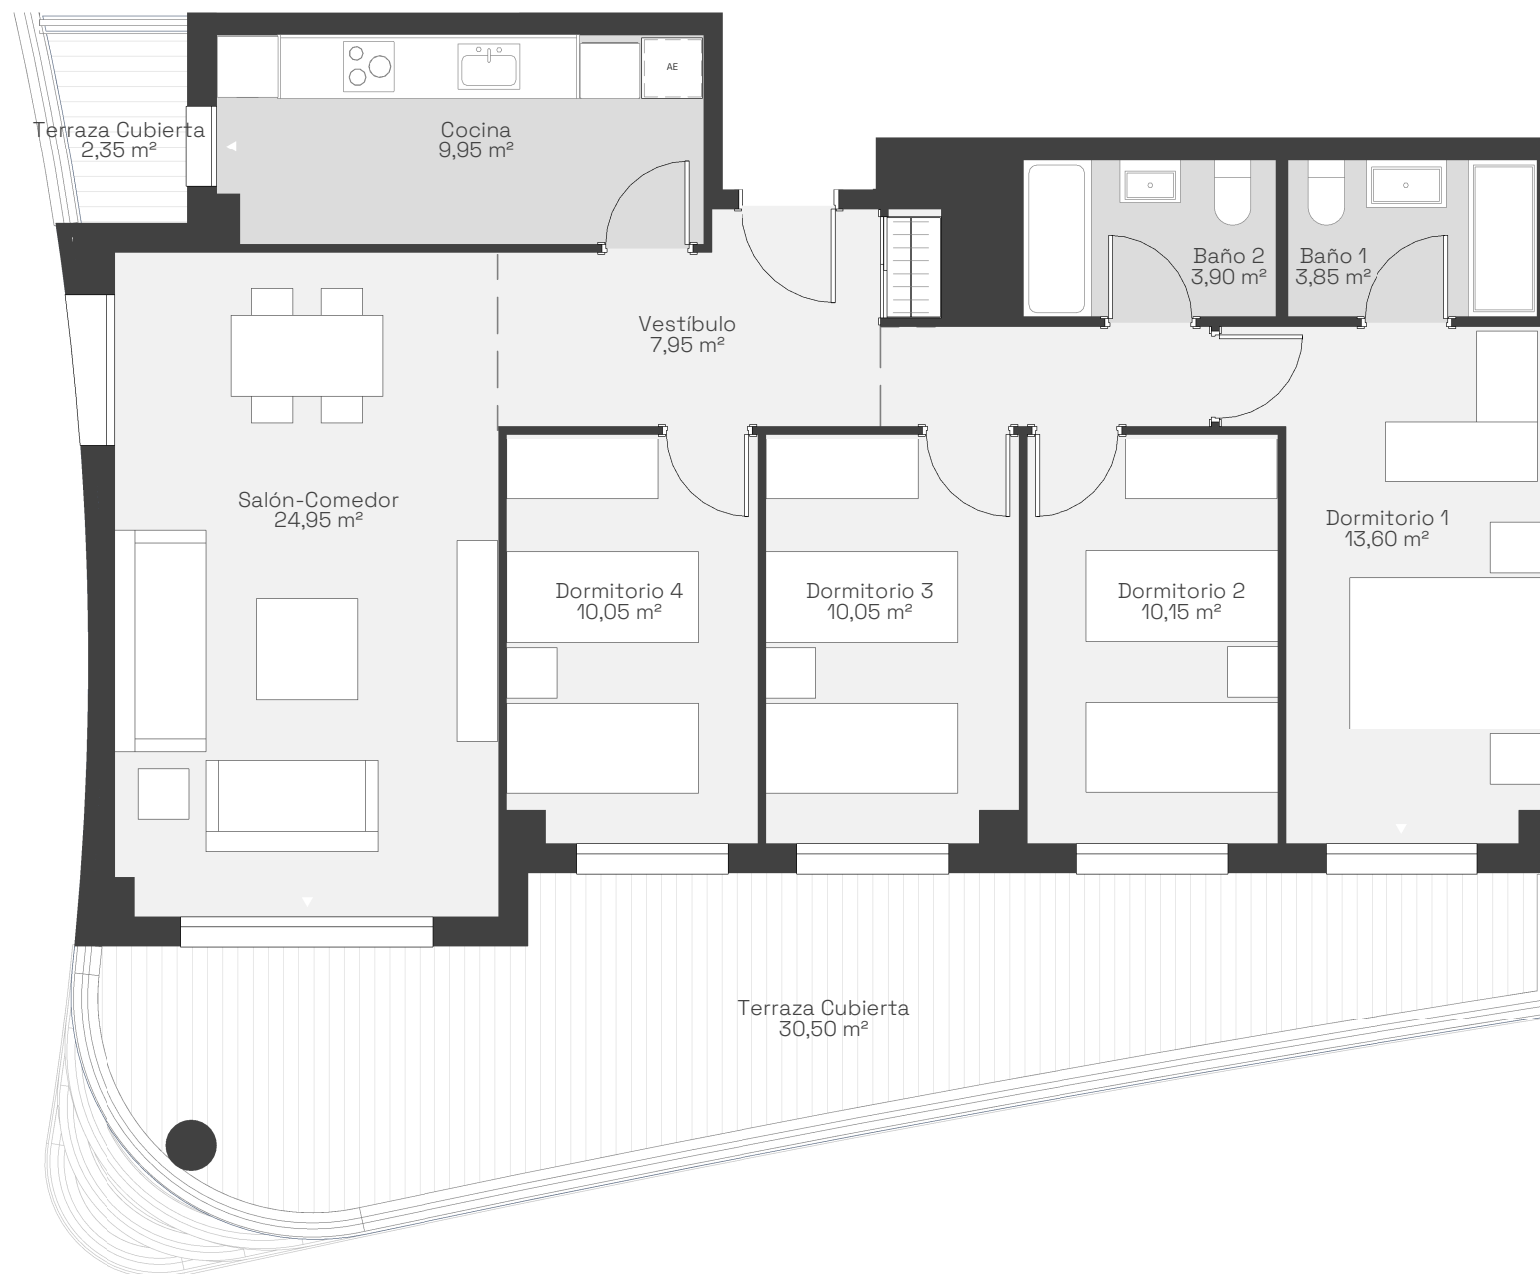 AE
Terraza Cubierta
2,35 m²
Cocina
9,95 m²
Baño 2
3,90 m²
Baño 1
3,85 m²
Vestíbulo
7,95 m²
Salón-Comedor
24,95 m²
Dormitorio 1
13,60 m²
Dormitorio 4
10,05 m²
Dormitorio 3
10,05 m²
Dormitorio 2
10,15 m²
Terraza Cubierta
30,50 m²